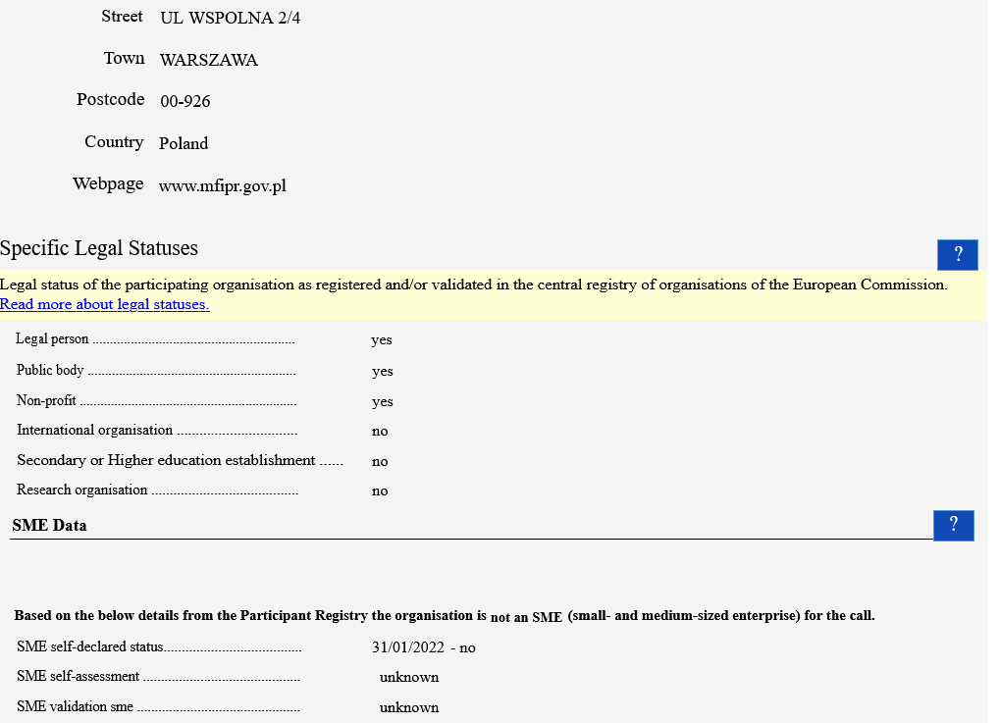 Street UL WSPOLNA 2/4
Town WARSZAWA
Postcode 00-926
Country Poland
Webpage www.mfipr.gov.pl
Specific Legal Statuses ?
Legal status of the participating organisation as registered and/or validated in the central registry of organisations of the European Commission.
Read more about legal statuses.
Legal person .......................................................... yes
Public body ............................................................ yes
Non-profit .............................................................. yes
International organisation ................................. no
Secondary or Higher education establishment ...... no
Research organisation ......................................... no
SME Data ?
Based on the below details from the Participant Registry the organisation is not an SME (small- and medium-sized enterprise) for the call.
SME self-declared status...................................... 31/01/2022 - no
SME self-assessment ........................................... unknown
SME validation sme ............................................. unknown